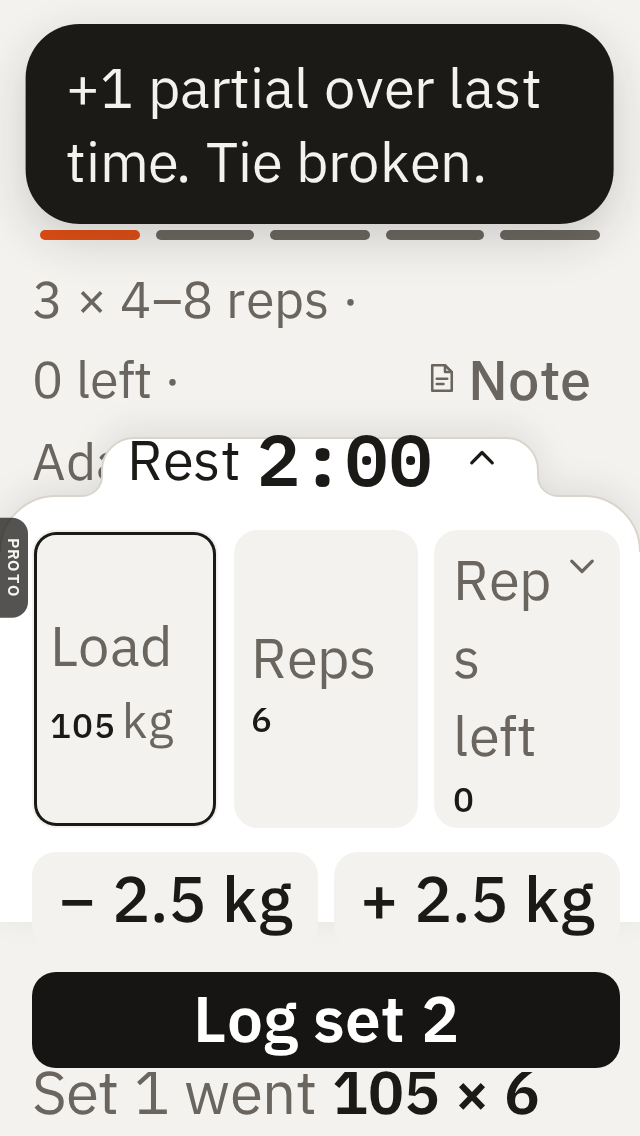 +1 partial over last
time. Tie broken.
3 × 4–8 reps ·
0 left ·
Note
Rest 2:00
PROTO
Load
105 kg
Reps
6
Rep
s
left
0
− 2.5 kg
+ 2.5 kg
Log set 2
Set 1 went 105 × 6